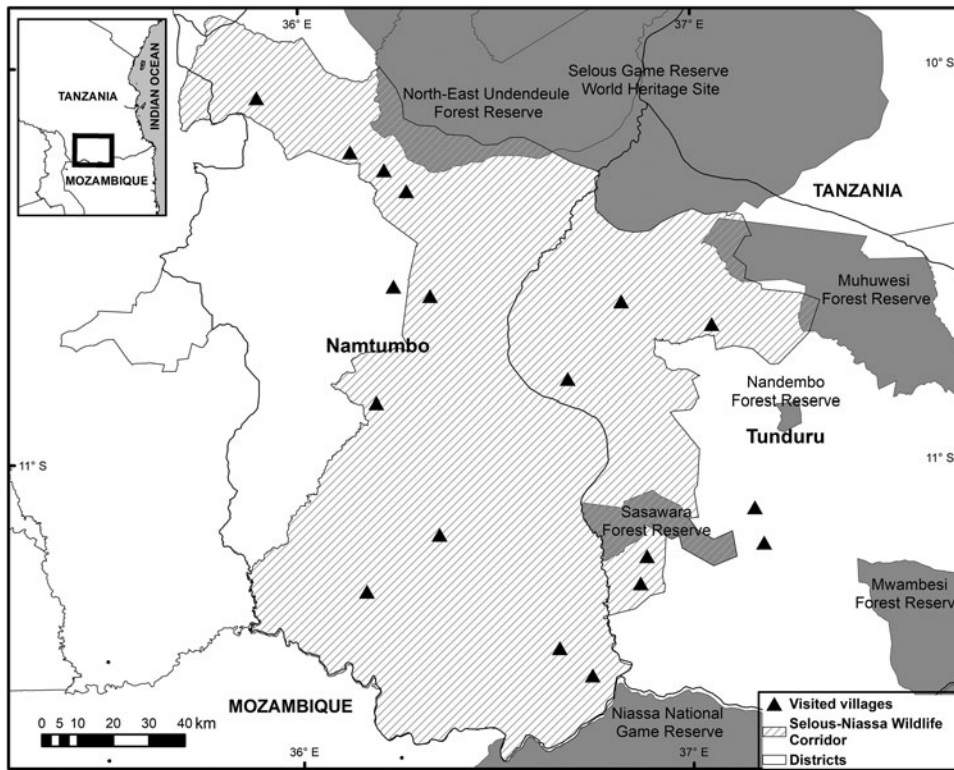 36° E
37° E
10° S
TANZANIA
INDIAN OCEAN
MOZAMBIQUE
North-East Undendeule
Forest Reserve
Selous Game Reserve
World Heritage Site
TANZANIA
Muhuwesi
Forest Reserve
Namtumbo
Nandembo
Forest Reserve
Tunduru
11° S
11° S
Sasawara
Forest Reserve
Mwambesi
Forest Reserve
MOZAMBIQUE
Niassa National
Game Reserve
0 5 10 20 30 40 km
36° E
37° E
Visited villages
Selous-Niassa Wildlife
Corridor
Districts